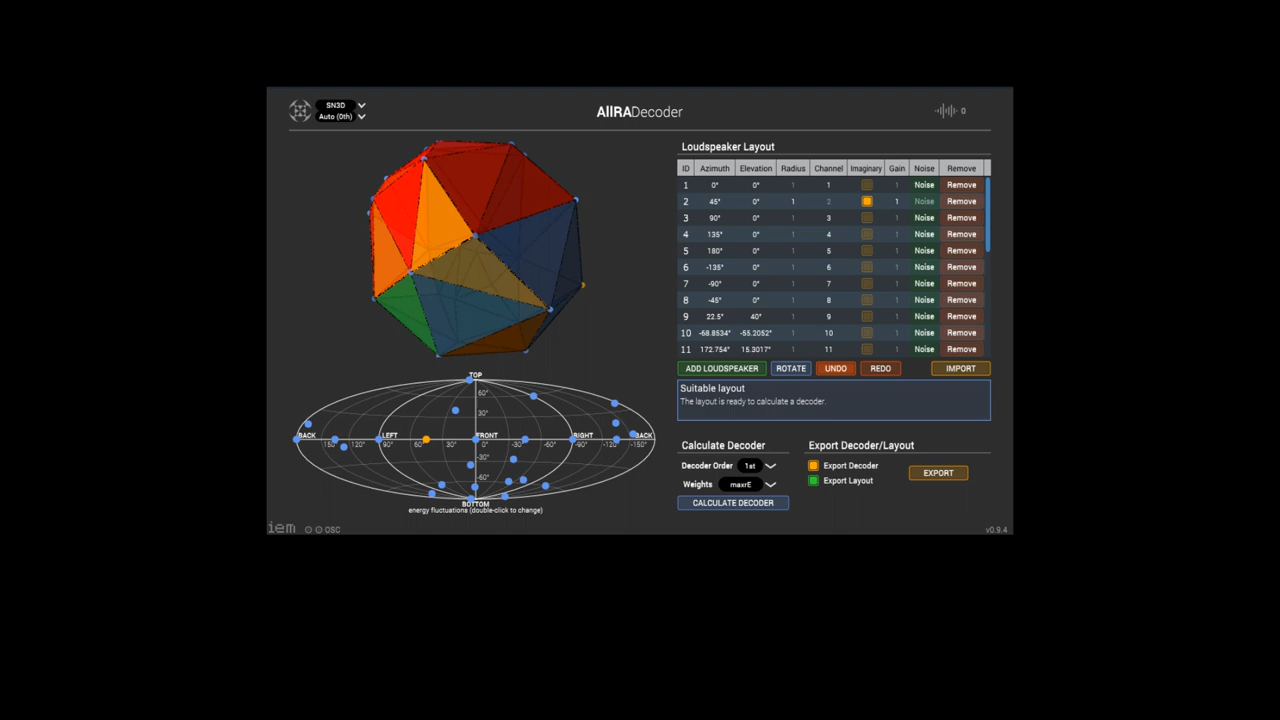 SN3D
Auto (0th)
AllRADecoder
0
Loudspeaker Layout
ID Azimuth Elevation Radius Channel Imaginary Gain Noise Remove
1 0° 0° 1 1 1 Noise Remove
2 45° 0° 1 2 1 Noise Remove
3 90° 0° 1 3 1 Noise Remove
4 135° 0° 1 4 1 Noise Remove
5 180° 0° 1 5 1 Noise Remove
6 -135° 0° 1 6 1 Noise Remove
7 -90° 0° 1 7 1 Noise Remove
8 -45° 0° 1 8 1 Noise Remove
9 22.5° 40° 1 9 1 Noise Remove
10 -68.8534° -55.2052° 1 10 1 Noise Remove
11 172.754° 15.3017° 1 11 1 Noise Remove
ADD LOUDSPEAKER ROTATE UNDO REDO IMPORT
Suitable layout
The layout is ready to calculate a decoder.
TOP
60°
30°
BACK LEFT FRONT RIGHT BACK
150° 120° 90° 60° 30° 0° -30° -60° -90° -120° -150°
-30°
-60°
BOTTOM
energy fluctuations (double-click to change)
Calculate Decoder
Decoder Order 1st
Weights maxrE
CALCULATE DECODER
Export Decoder/Layout
Export Decoder
Export Layout
EXPORT
iem OSC
v0.9.4